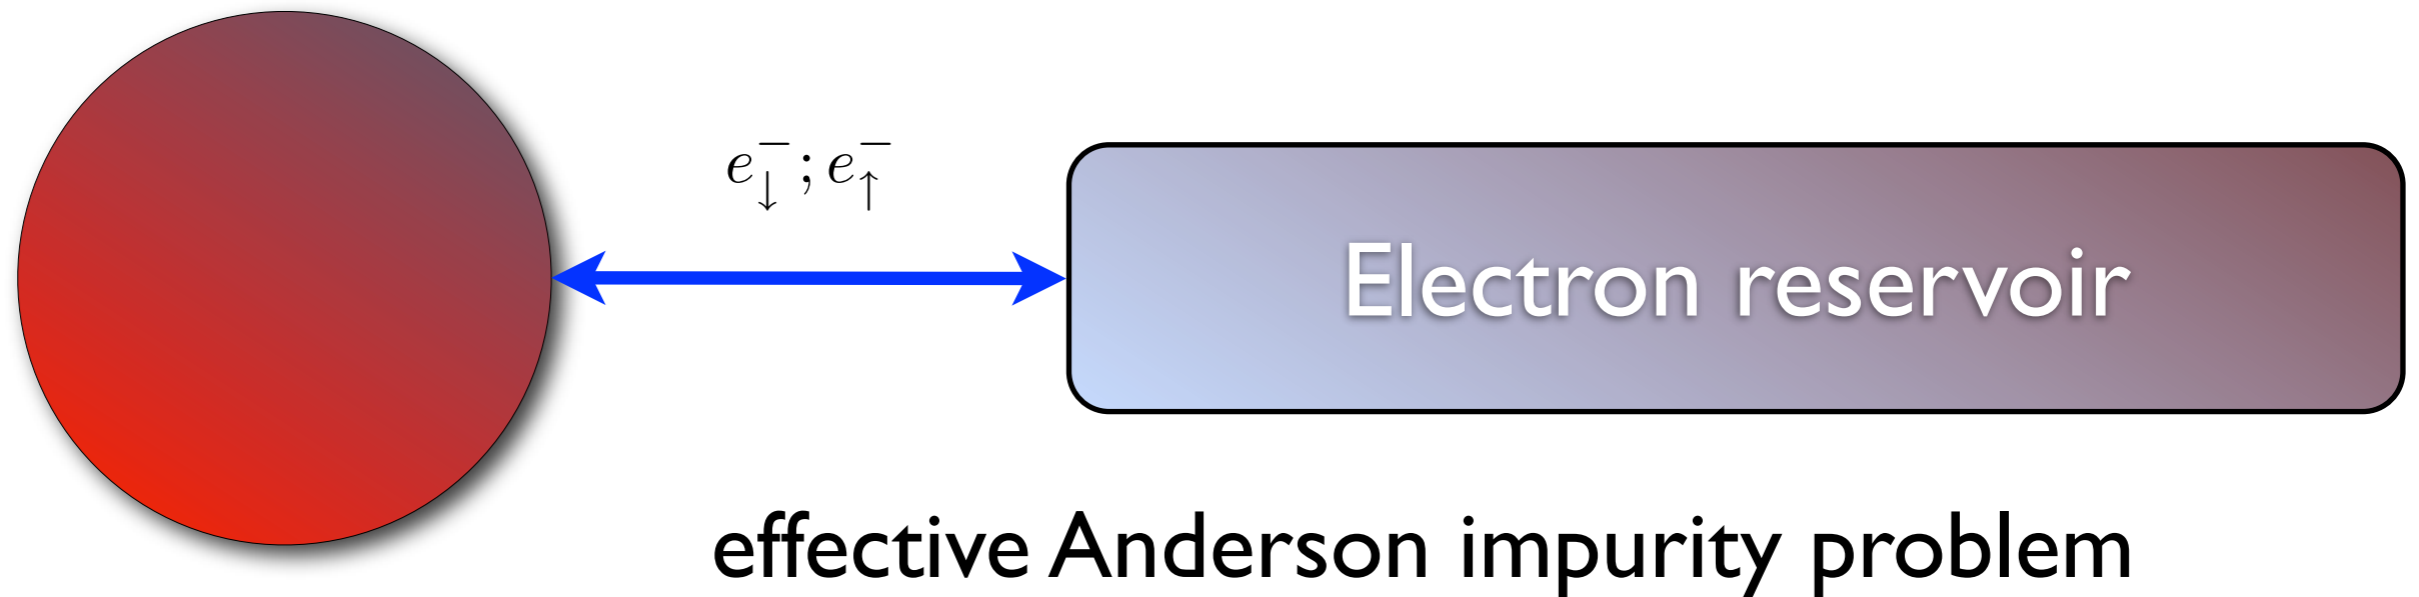 e⁻↓ ; e⁻↑
Electron reservoir
effective Anderson impurity problem